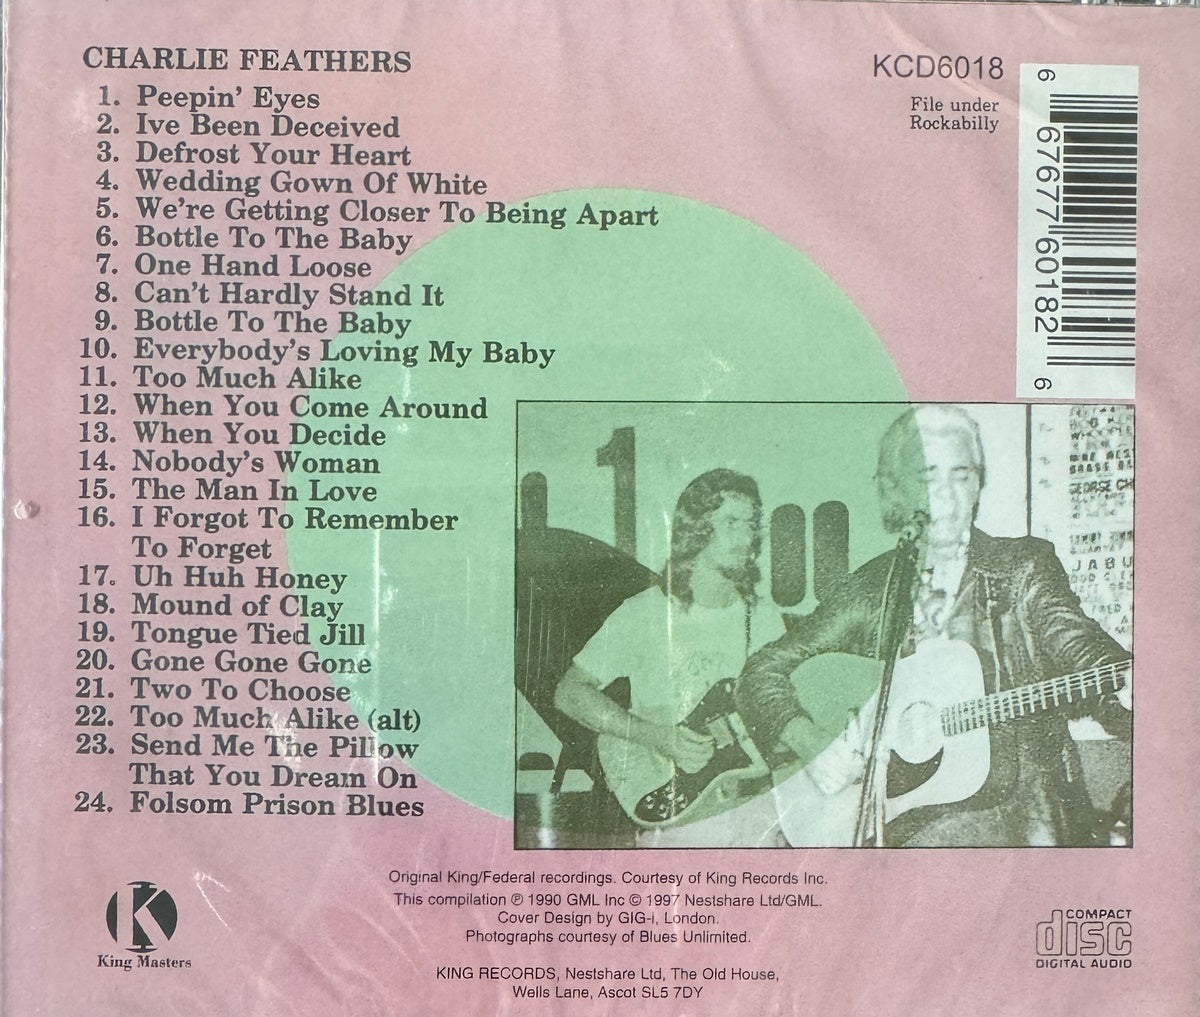 CHARLIE FEATHERS
1. Peepin' Eyes
2. Ive Been Deceived
3. Defrost Your Heart
4. Wedding Gown Of White
5. We're Getting Closer To Being Apart
6. Bottle To The Baby
7. One Hand Loose
8. Can't Hardly Stand It
9. Bottle To The Baby
10. Everybody's Loving My Baby
11. Too Much Alike
12. When You Come Around
13. When You Decide
14. Nobody's Woman
15. The Man In Love
16. I Forgot To Remember
To Forget
17. Uh Huh Honey
18. Mound of Clay
19. Tongue Tied Jill
20. Gone Gone Gone
21. Two To Choose
22. Too Much Alike (alt)
23. Send Me The Pillow
That You Dream On
24. Folsom Prison Blues
KCD6018
File under
Rockabilly
6 67677 60182 6
GEORGE CH
JABU
Original King/Federal recordings. Courtesy of King Records Inc.
This compilation ℗ 1990 GML Inc © 1997 Nestshare Ltd/GML.
Cover Design by GIG-i, London.
Photographs courtesy of Blues Unlimited.
KING RECORDS, Nestshare Ltd, The Old House,
Wells Lane, Ascot SL5 7DY
K
King Masters
COMPACT
disc
DIGITAL AUDIO